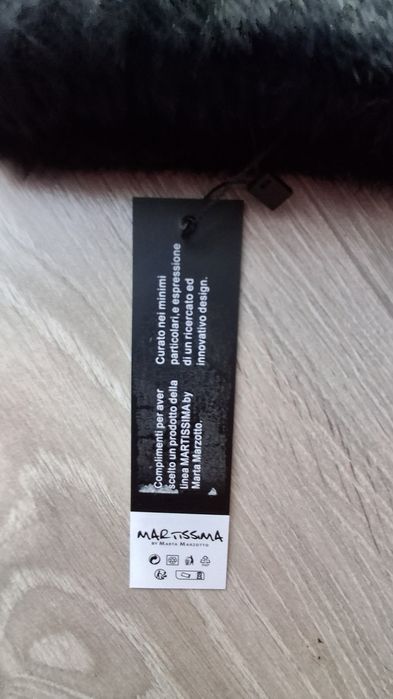 Complimenti per aver
scelto un prodotto della
linea MARTISSIMA by
Marta Marzotto.
Curato nei minimi
particolari,e espressione
di un ricercato ed
innovativo design.
MARTISSIMA
BY MARTA MARZOTTO